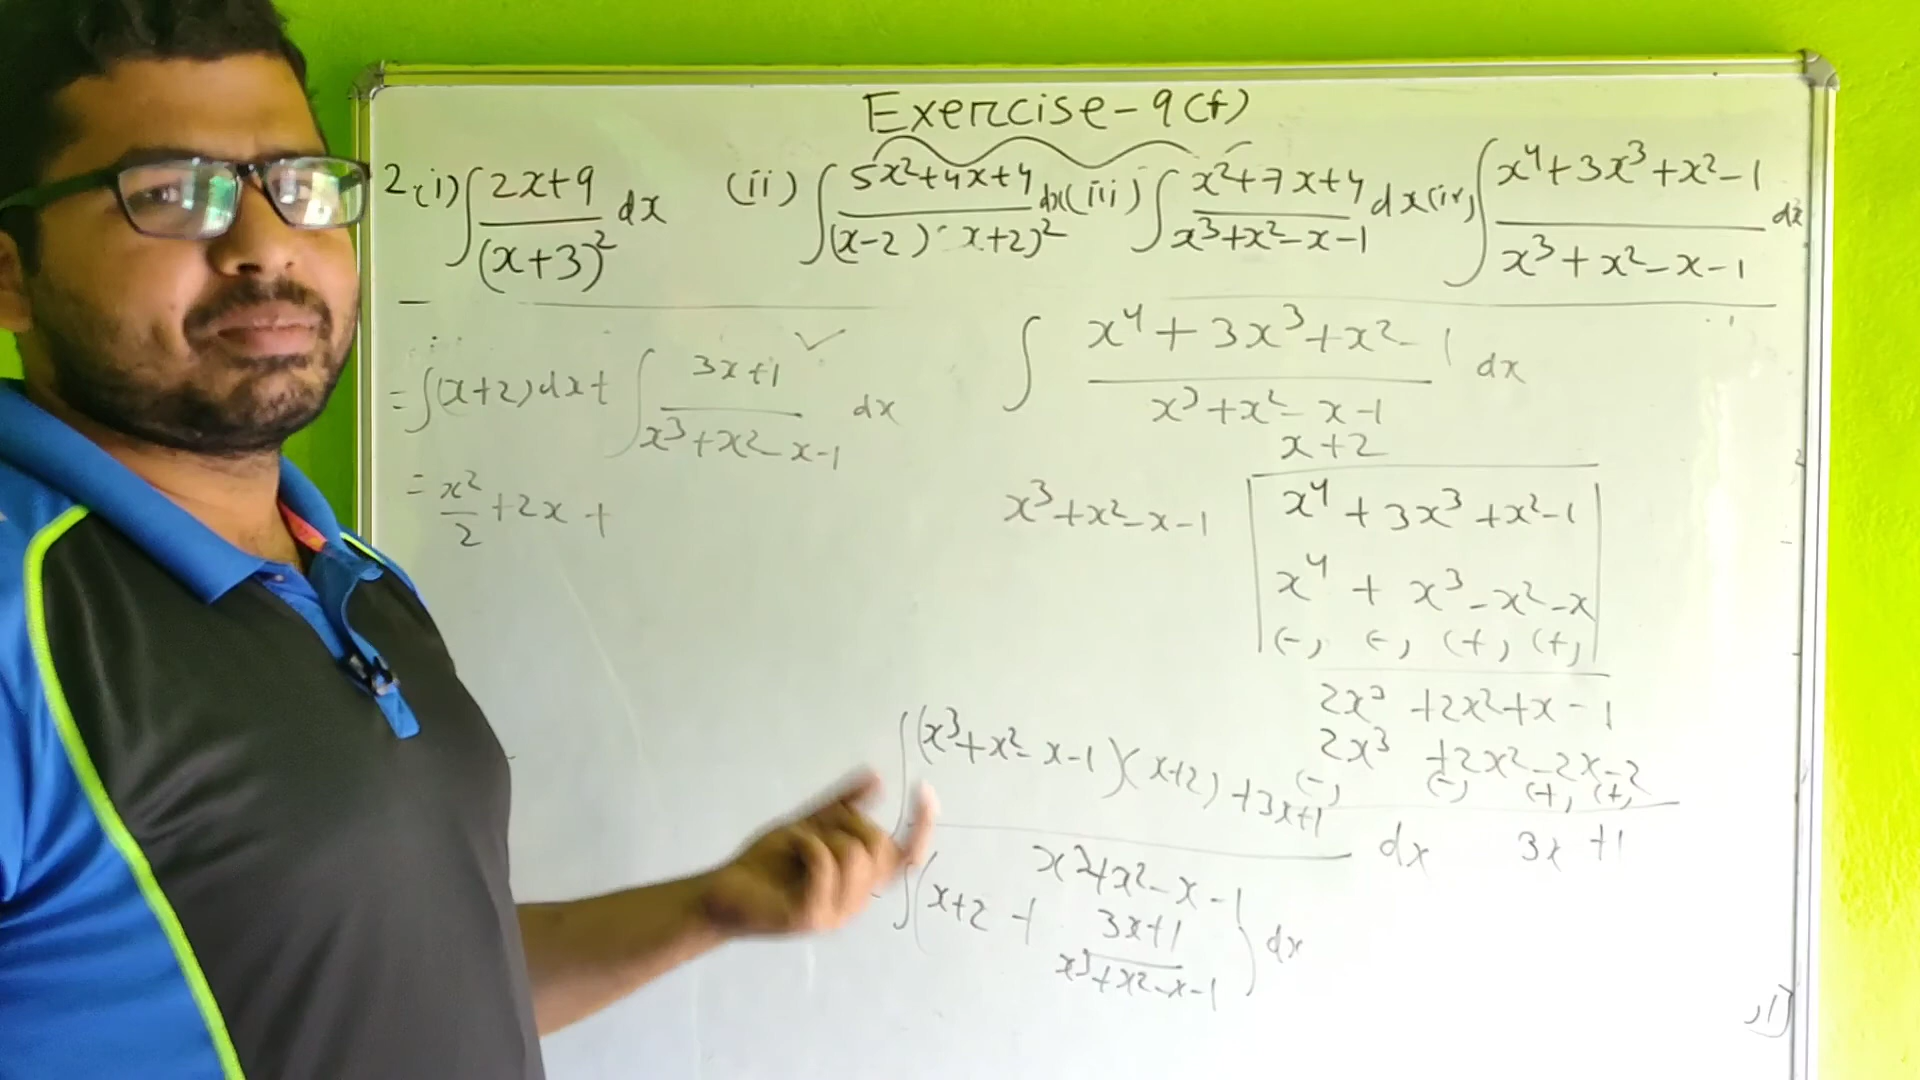 Exercise-9(f)
2.(i) ∫ 2x+9 / (x+3)² dx (ii) ∫ 5x²+4x+4 / (x-2)(x+2)² dx (iii) ∫ x²+7x+4 / x³+x²-x-1 dx (iv) ∫ x⁴+3x³+x²-1 / x³+x²-x-1 dx
∫ x⁴+3x³+x²-1 / x³+x²-x-1 dx
= ∫(x+2)dx + ∫ 3x+1 / x³+x²-x-1 dx ✓
= x²/2 + 2x +
x+2
x³+x²-x-1 x⁴+3x³+x²-1
x⁴+x³-x²-x
(-) (-) (+) (+)
2x³+2x²+x-1
2x³+2x²-2x-2
(-) (-) (+) (+)
3x+1
∫ (x³+x²-x-1)(x+2)+3x+1 / x³+x²-x-1 dx
= ∫(x+2+ 3x+1 / x³+x²-x-1) dx